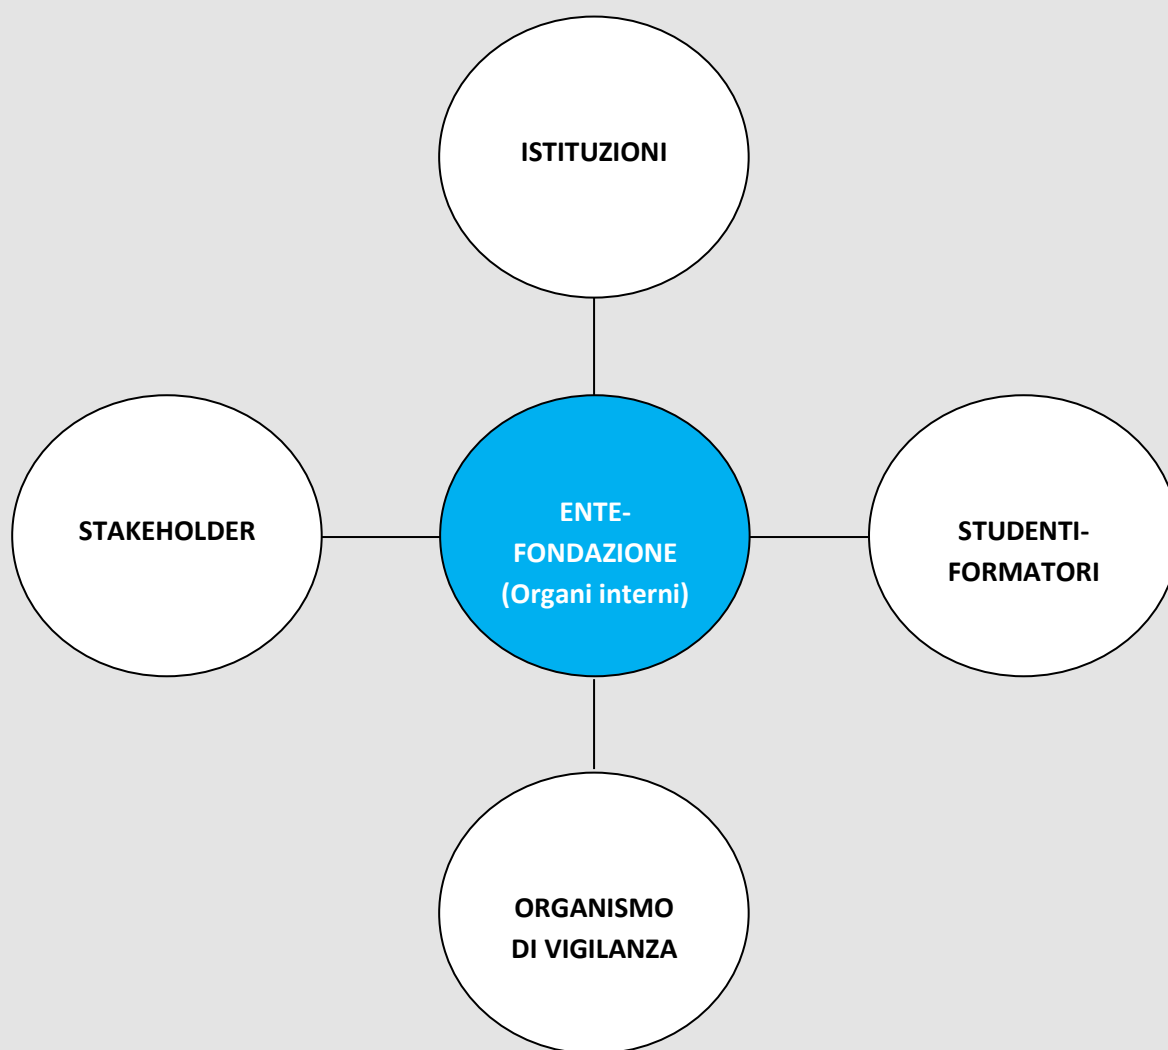 ISTITUZIONI
STAKEHOLDER
ENTE-
FONDAZIONE
(Organi interni)
STUDENTI-
FORMATORI
ORGANISMO
DI VIGILANZA